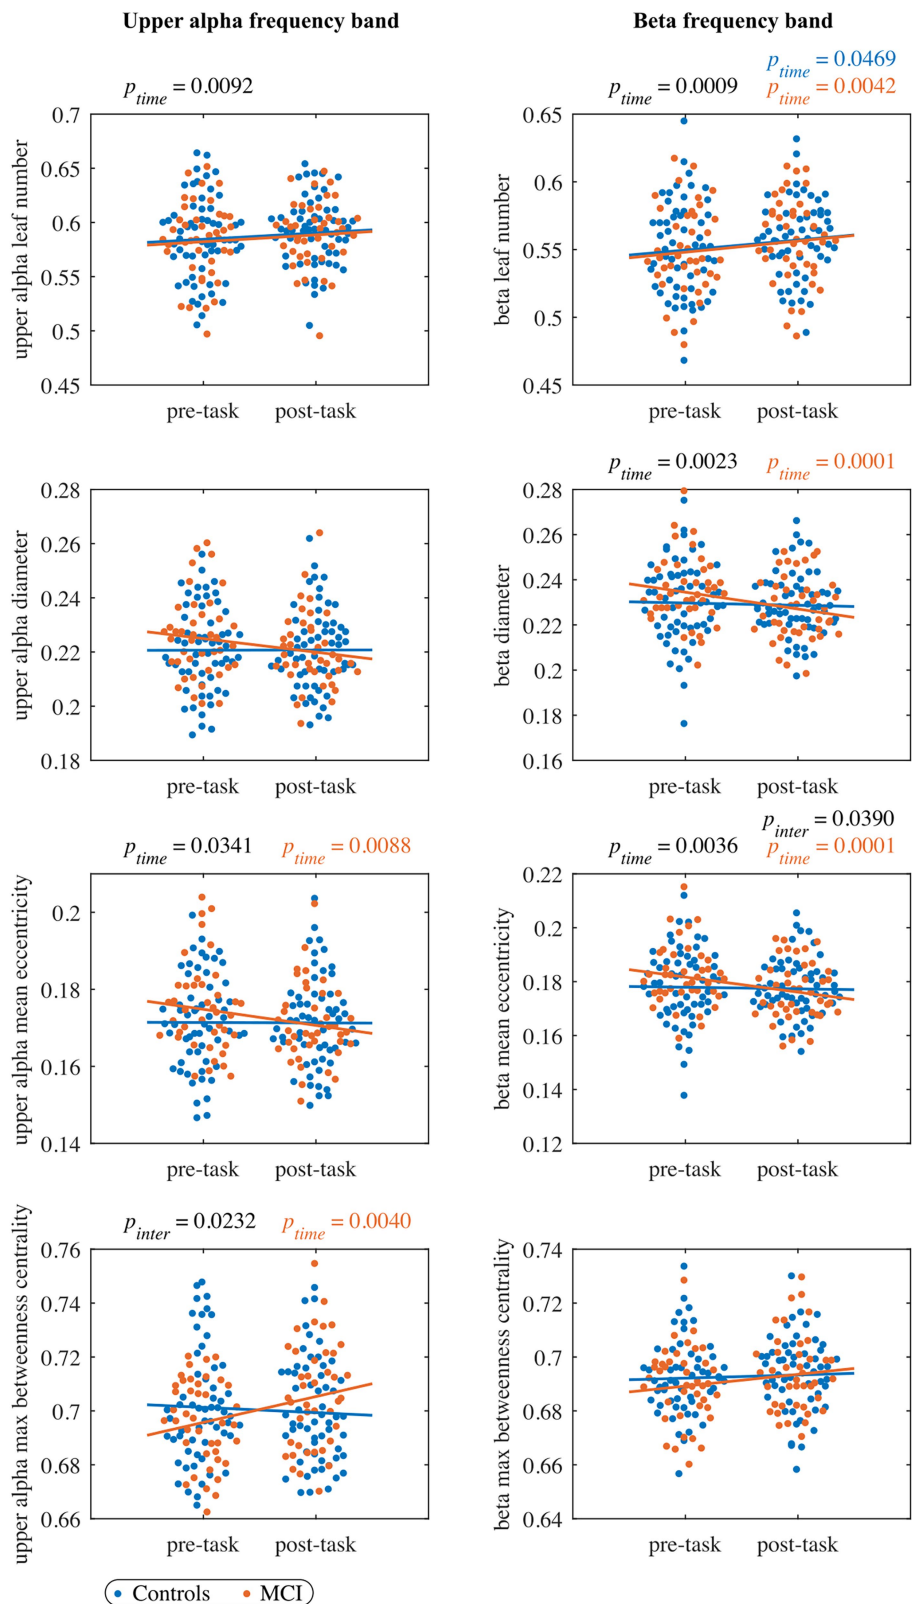 Upper alpha frequency band
Beta frequency band
p_time = 0.0092
p_time = 0.0009
p_time = 0.0469
p_time = 0.0042
upper alpha leaf number
0.7
0.65
0.6
0.55
0.5
0.45
pre-task
post-task
beta leaf number
0.65
0.6
0.55
0.5
0.45
pre-task
post-task
upper alpha diameter
0.28
0.26
0.24
0.22
0.2
0.18
pre-task
post-task
p_time = 0.0023
p_time = 0.0001
beta diameter
0.28
0.26
0.24
0.22
0.2
0.18
0.16
pre-task
post-task
p_time = 0.0341
p_time = 0.0088
upper alpha mean eccentricity
0.2
0.18
0.16
0.14
pre-task
post-task
p_inter = 0.0390
p_time = 0.0036
p_time = 0.0001
beta mean eccentricity
0.22
0.2
0.18
0.16
0.14
0.12
pre-task
post-task
p_inter = 0.0232
p_time = 0.0040
upper alpha max betweenness centrality
0.76
0.74
0.72
0.7
0.68
0.66
pre-task
post-task
beta max betweenness centrality
0.74
0.72
0.7
0.68
0.66
0.64
pre-task
post-task
Controls
MCI